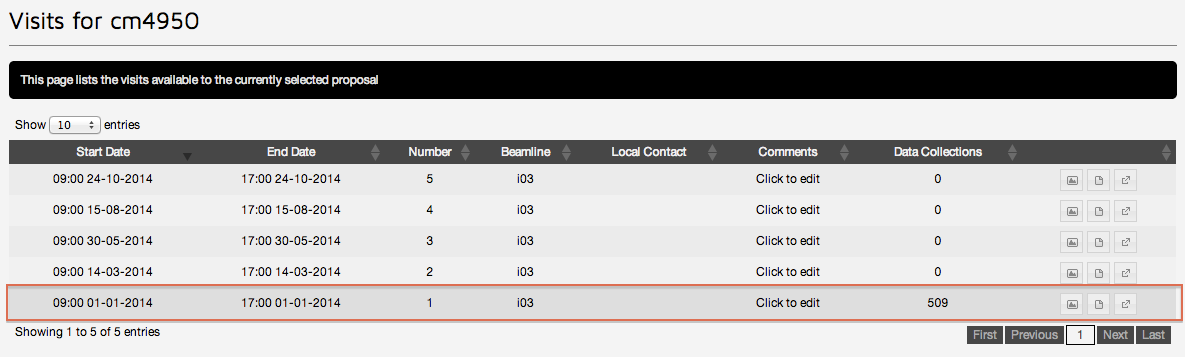 Visits for cm4950
This page lists the visits available to the currently selected proposal
Show 10 entries
Start Date End Date Number Beamline Local Contact Comments Data Collections
09:00 24-10-2014 17:00 24-10-2014 5 i03 Click to edit 0
09:00 15-08-2014 17:00 15-08-2014 4 i03 Click to edit 0
09:00 30-05-2014 17:00 30-05-2014 3 i03 Click to edit 0
09:00 14-03-2014 17:00 14-03-2014 2 i03 Click to edit 0
09:00 01-01-2014 17:00 01-01-2014 1 i03 Click to edit 509
Showing 1 to 5 of 5 entries First Previous 1 Next Last